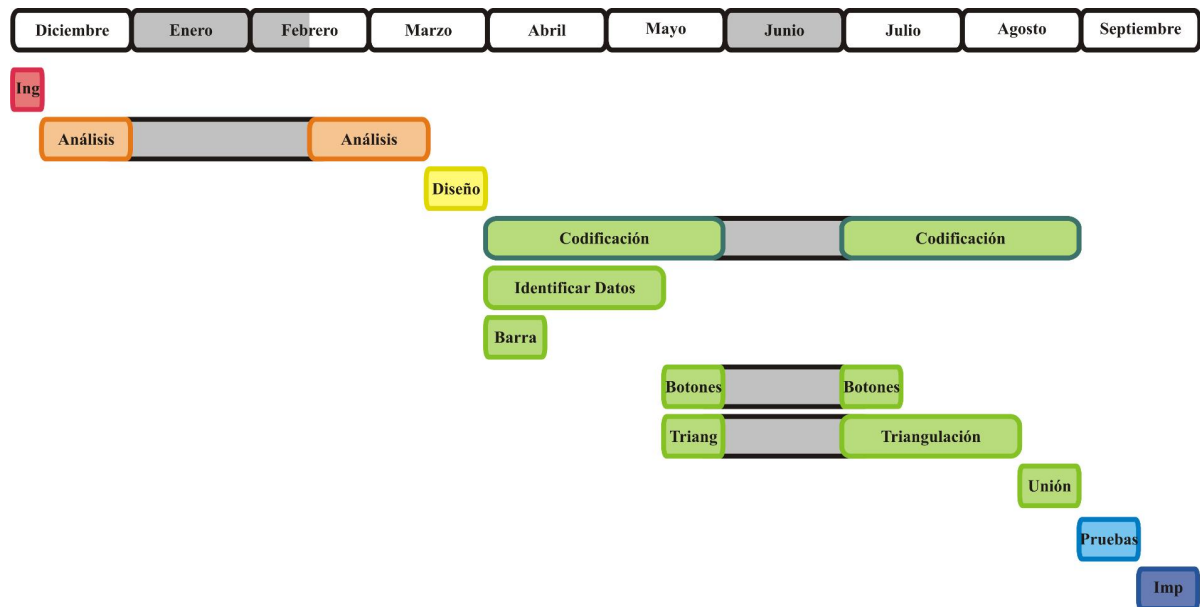 Diciembre Enero Febrero Marzo Abril Mayo Junio Julio Agosto Septiembre
Ing
Análisis Análisis
Diseño
Codificación Codificación
Identificar Datos
Barra
Botones Botones
Triang Triangulación
Unión
Pruebas
Imp